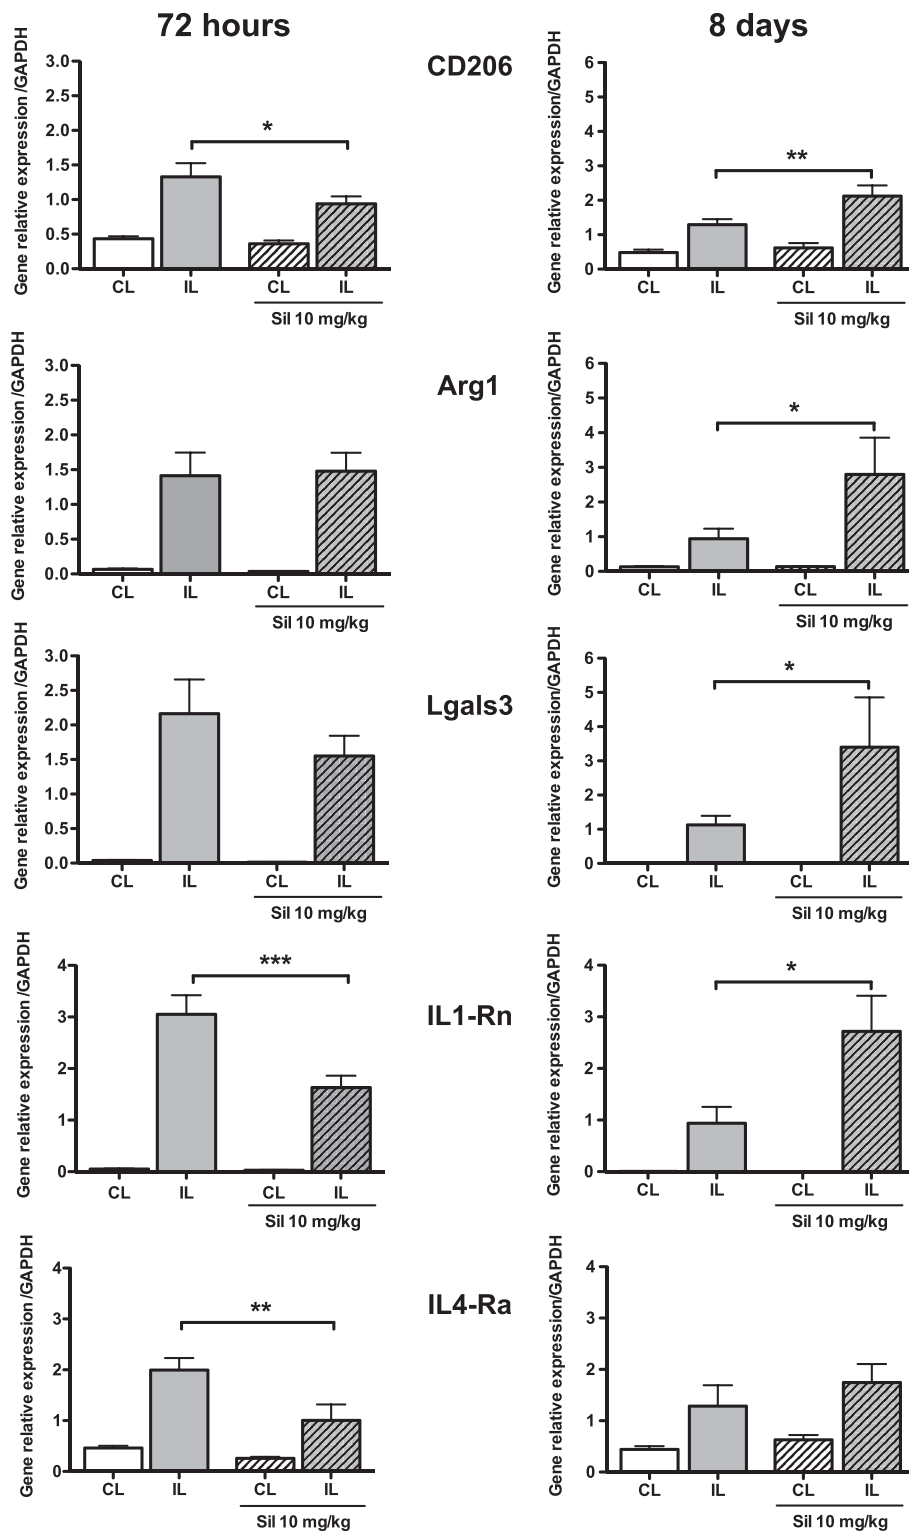 72 hours
8 days
CD206
Gene relative expression /GAPDH
3.0
2.5
2.0
1.5
1.0
0.5
0.0
*
CL IL CL IL
Sil 10 mg/kg
Gene relative expression/GAPDH
6
5
4
3
2
1
0
**
CL IL CL IL
Sil 10 mg/kg
Arg1
Gene relative expression /GAPDH
3.0
2.5
2.0
1.5
1.0
0.5
0.0
CL IL CL IL
Sil 10 mg/kg
Gene relative expression/GAPDH
6
5
4
3
2
1
0
*
CL IL CL IL
Sil 10 mg/kg
Lgals3
Gene relative expression /GAPDH
3.0
2.5
2.0
1.5
1.0
0.5
0.0
CL IL CL IL
Sil 10 mg/kg
Gene relative expression/GAPDH
6
5
4
3
2
1
0
*
CL IL CL IL
Sil 10 mg/kg
IL1-Rn
Gene relative expression /GAPDH
4
3
2
1
0
***
CL IL CL IL
Sil 10 mg/kg
Gene relative expression/GAPDH
4
3
2
1
0
*
CL IL CL IL
Sil 10 mg/kg
IL4-Ra
Gene relative expression /GAPDH
4
3
2
1
0
**
CL IL CL IL
Sil 10 mg/kg
Gene relative expression/GAPDH
4
3
2
1
0
CL IL CL IL
Sil 10 mg/kg